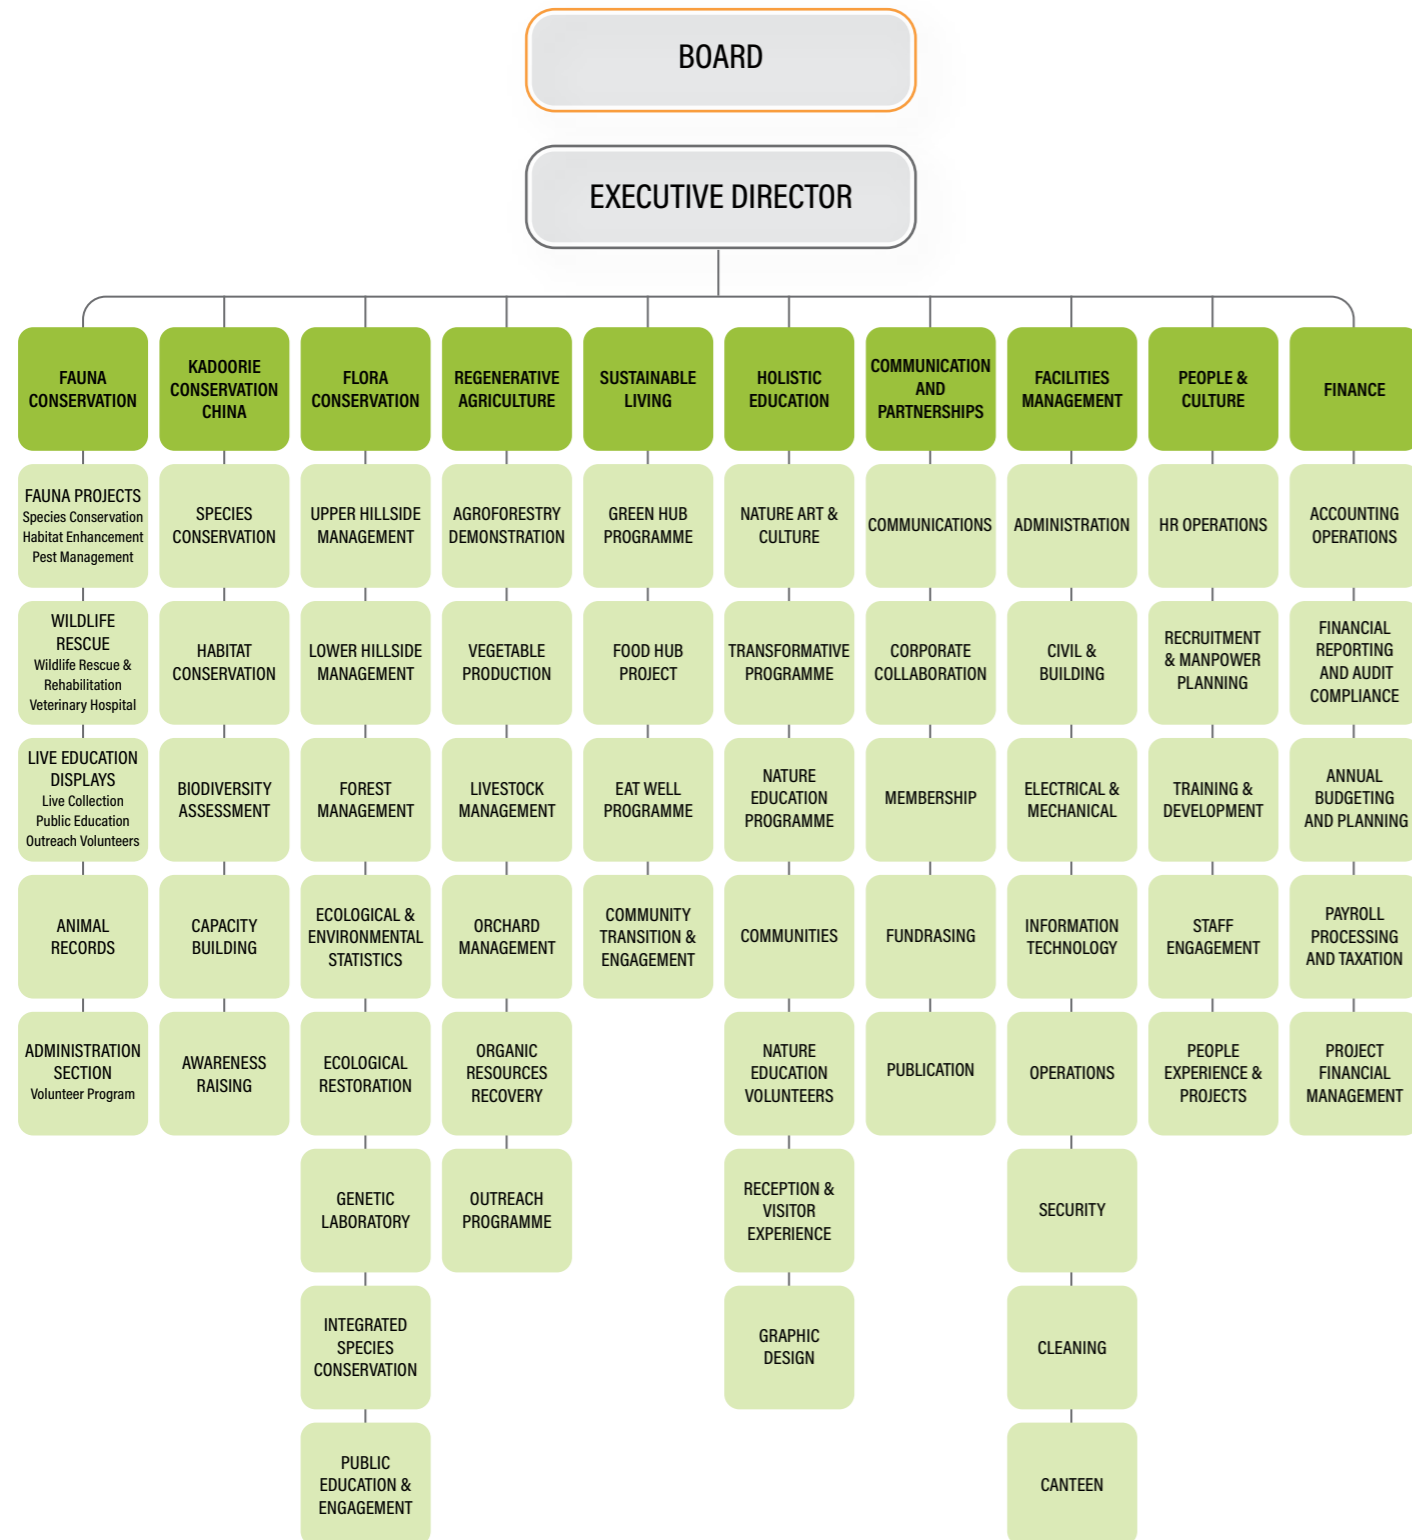 BOARD
EXECUTIVE DIRECTOR
FAUNA
CONSERVATION
KADOORIE
CONSERVATION
CHINA
FLORA
CONSERVATION
REGENERATIVE
AGRICULTURE
SUSTAINABLE
LIVING
HOLISTIC
EDUCATION
COMMUNICATION
AND
PARTNERSHIPS
FACILITIES
MANAGEMENT
PEOPLE &
CULTURE
FINANCE
FAUNA PROJECTS
Species Conservation
Habitat Enhancement
Pest Management
SPECIES
CONSERVATION
UPPER HILLSIDE
MANAGEMENT
AGROFORESTRY
DEMONSTRATION
GREEN HUB
PROGRAMME
NATURE ART &
CULTURE
COMMUNICATIONS
ADMINISTRATION
HR OPERATIONS
ACCOUNTING
OPERATIONS
WILDLIFE
RESCUE
Wildlife Rescue &
Rehabilitation
Veterinary Hospital
HABITAT
CONSERVATION
LOWER HILLSIDE
MANAGEMENT
VEGETABLE
PRODUCTION
FOOD HUB
PROJECT
TRANSFORMATIVE
PROGRAMME
CORPORATE
COLLABORATION
CIVIL &
BUILDING
RECRUITMENT
& MANPOWER
PLANNING
FINANCIAL
REPORTING
AND AUDIT
COMPLIANCE
LIVE EDUCATION
DISPLAYS
Live Collection
Public Education
Outreach Volunteers
BIODIVERSITY
ASSESSMENT
FOREST
MANAGEMENT
LIVESTOCK
MANAGEMENT
EAT WELL
PROGRAMME
NATURE
EDUCATION
PROGRAMME
MEMBERSHIP
ELECTRICAL &
MECHANICAL
TRAINING &
DEVELOPMENT
ANNUAL
BUDGETING
AND PLANNING
ANIMAL
RECORDS
CAPACITY
BUILDING
ECOLOGICAL &
ENVIRONMENTAL
STATISTICS
ORCHARD
MANAGEMENT
COMMUNITY
TRANSITION &
ENGAGEMENT
COMMUNITIES
FUNDRASING
INFORMATION
TECHNOLOGY
STAFF
ENGAGEMENT
PAYROLL
PROCESSING
AND TAXATION
ADMINISTRATION
SECTION
Volunteer Program
AWARENESS
RAISING
ECOLOGICAL
RESTORATION
ORGANIC
RESOURCES
RECOVERY
NATURE
EDUCATION
VOLUNTEERS
PUBLICATION
OPERATIONS
PEOPLE
EXPERIENCE &
PROJECTS
PROJECT
FINANCIAL
MANAGEMENT
GENETIC
LABORATORY
OUTREACH
PROGRAMME
RECEPTION &
VISITOR
EXPERIENCE
SECURITY
INTEGRATED
SPECIES
CONSERVATION
GRAPHIC
DESIGN
CLEANING
PUBLIC
EDUCATION &
ENGAGEMENT
CANTEEN